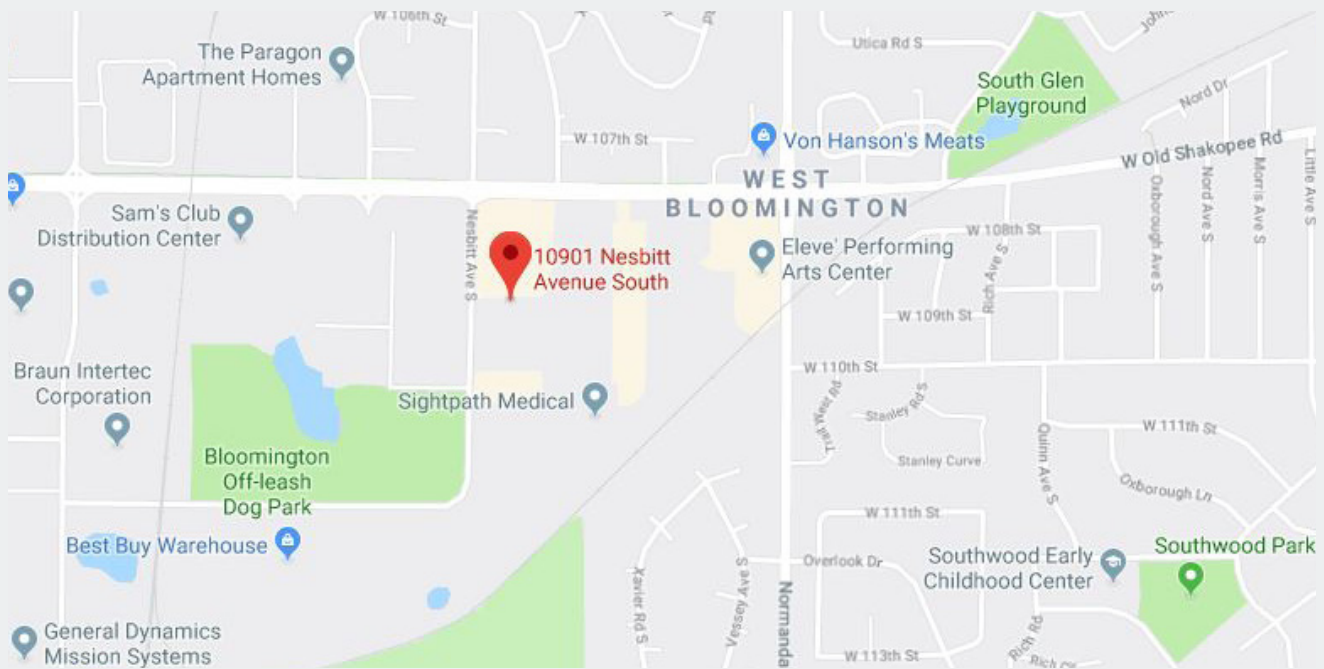 W 106th St
The Paragon
Apartment Homes
Utica Rd S
South Glen
Playground
Nord Dr
W 107th St
Von Hanson's Meats
W Old Shakopee Rd
WEST
BLOOMINGTON
Little Ave S
Morris Ave S
Nord Ave S
Oxborough Ave S
Sam's Club
Distribution Center
Nesbitt Ave S
10901 Nesbitt
Avenue South
Eleve' Performing
Arts Center
W 108th St
Rich Ave S
W 109th St
Braun Intertec
Corporation
Sightpath Medical
W 110th St
Stanley Rd S
Stanley Curve
Quinn Ave S
W 111th St
Oxborough Ln
Bloomington
Off-leash
Dog Park
Best Buy Warehouse
W 111th St
Overlook Dr
Southwood Early
Childhood Center
Southwood Park
Xavier Rd S
Vessey Ave S
Normanda
General Dynamics
Mission Systems
W 113th St
Rich Rd